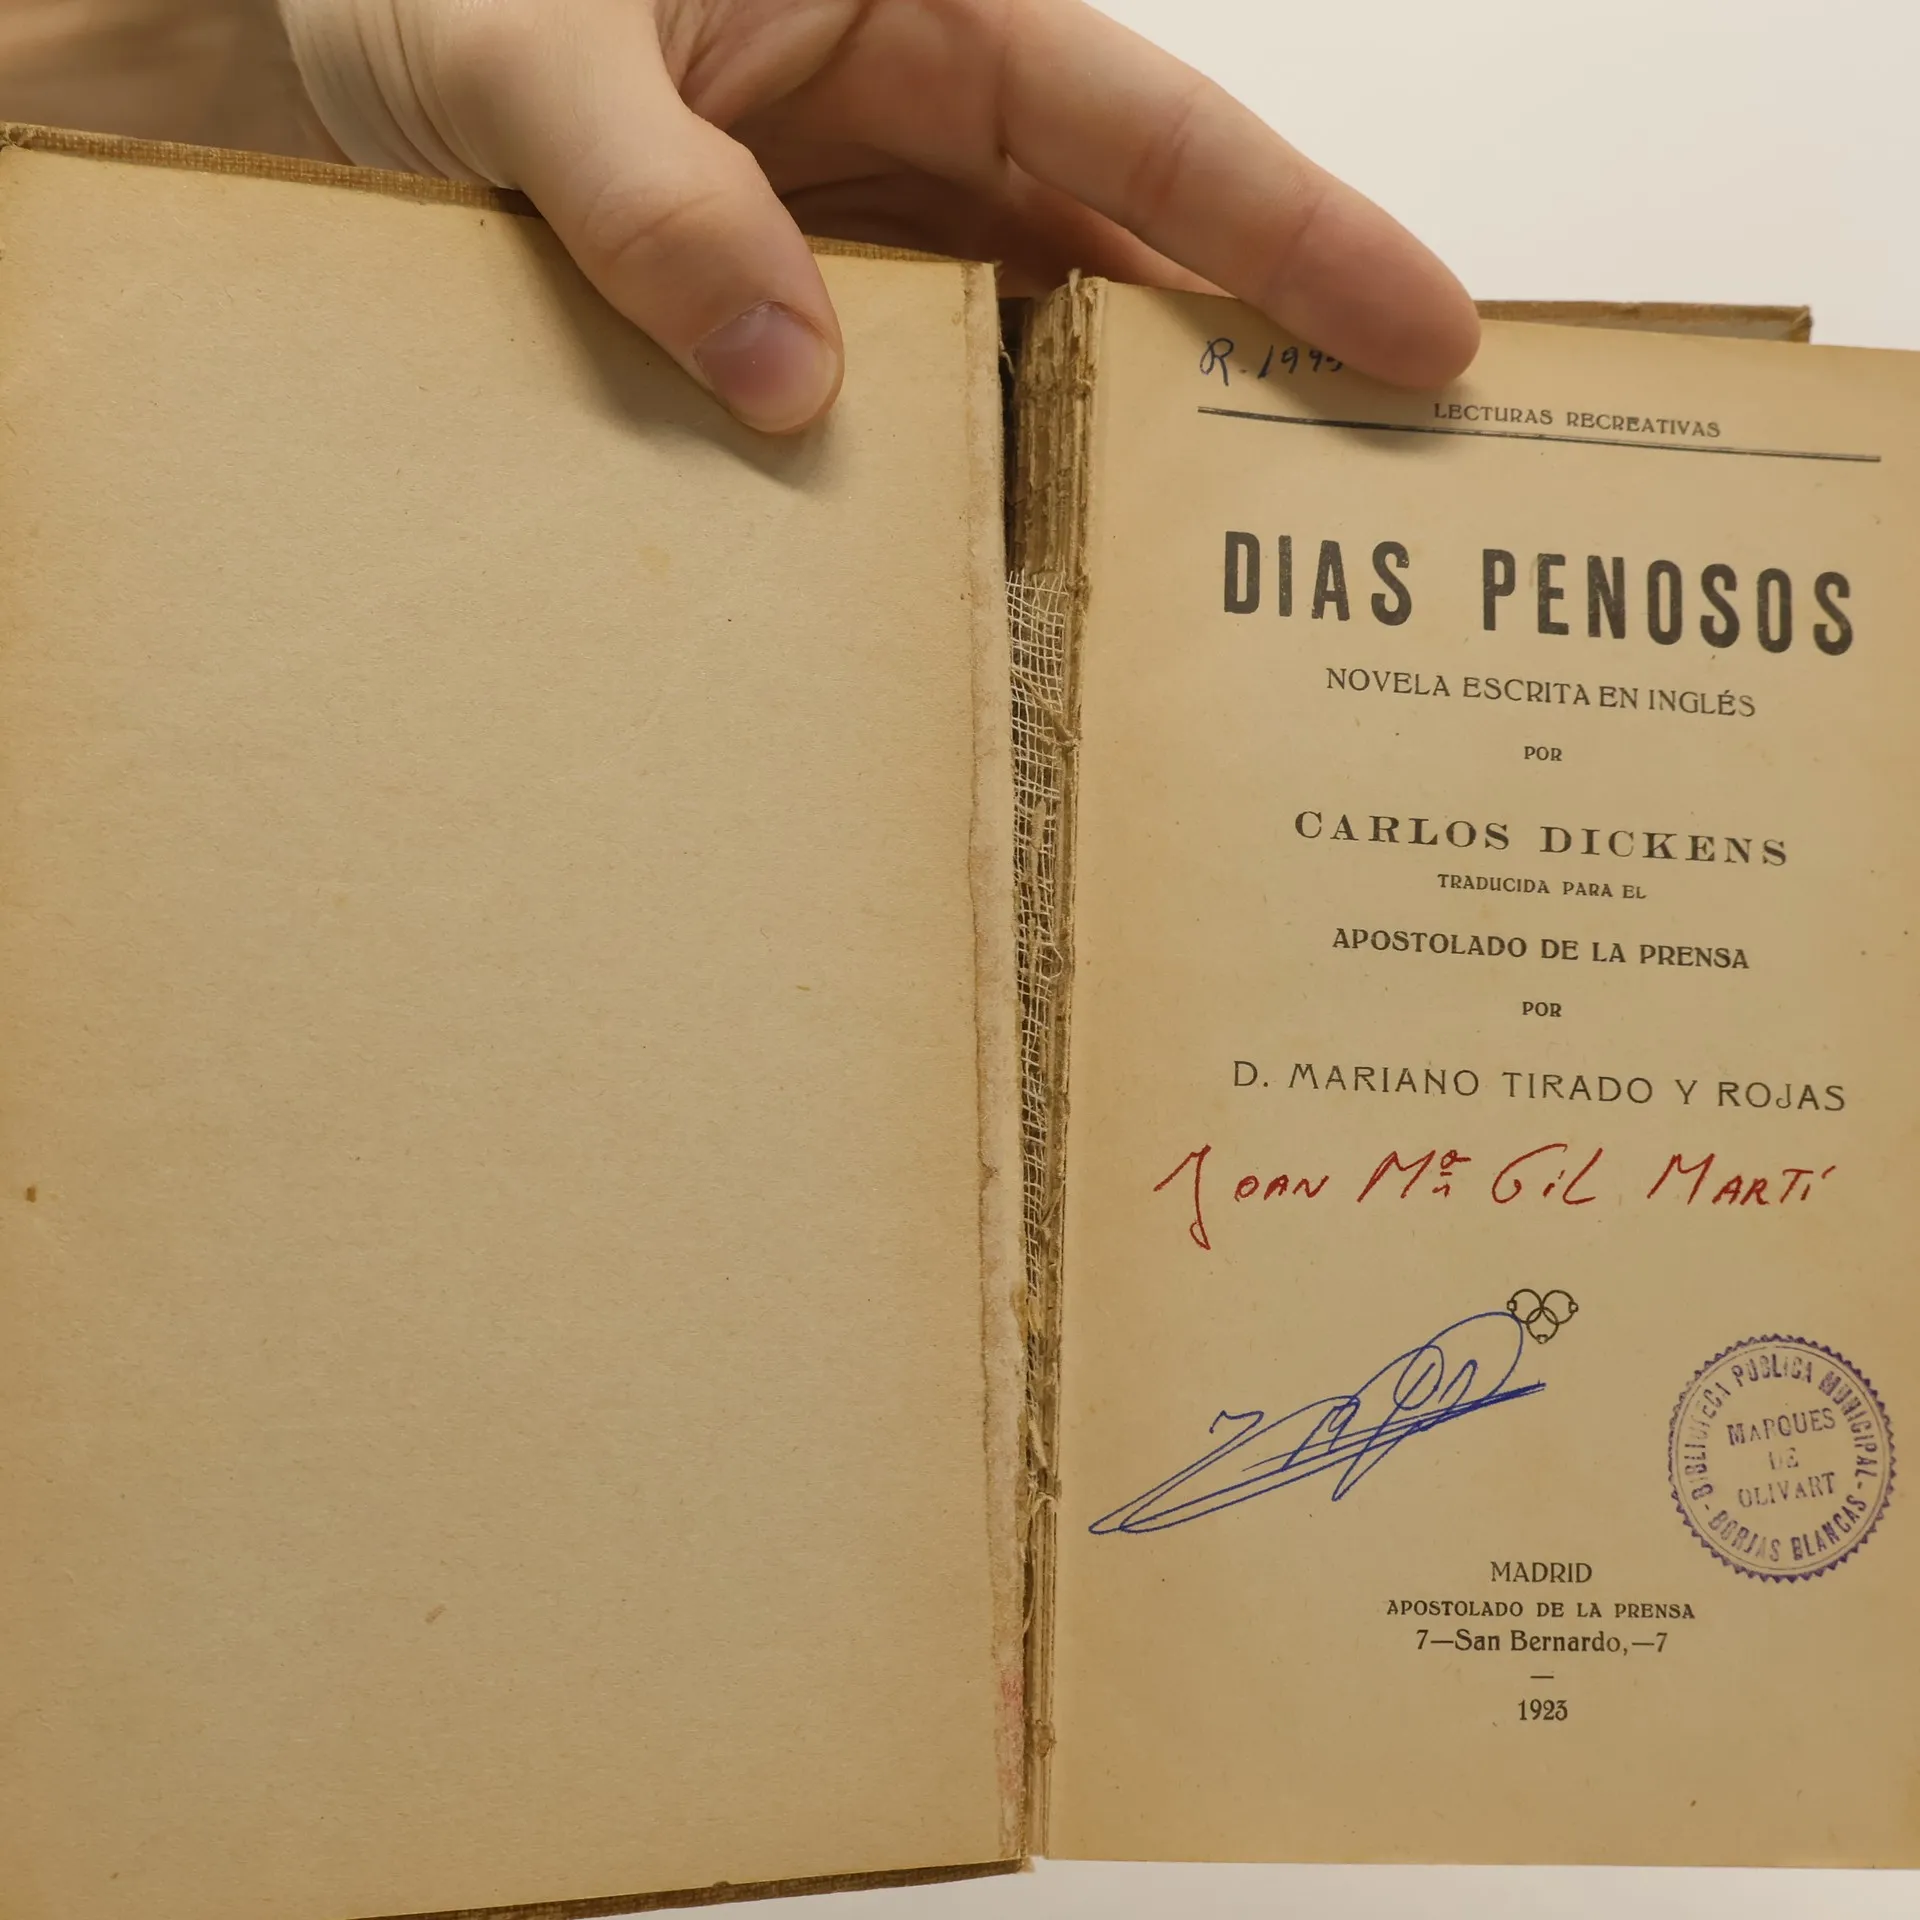 R. 199
LECTURAS RECREATIVAS
DIAS PENOSOS
NOVELA ESCRITA EN INGLÉS
POR
CARLOS DICKENS
TRADUCIDA PARA EL
APOSTOLADO DE LA PRENSA
POR
D. MARIANO TIRADO Y ROJAS
JOAN Mª GiL MARTí
BIBLIOTECA PUBLICA MUNICIPAL
MARQUES
DE
OLIVART
- BORJAS BLANCAS -
MADRID
APOSTOLADO DE LA PRENSA
7—San Bernardo,—7
—
1923